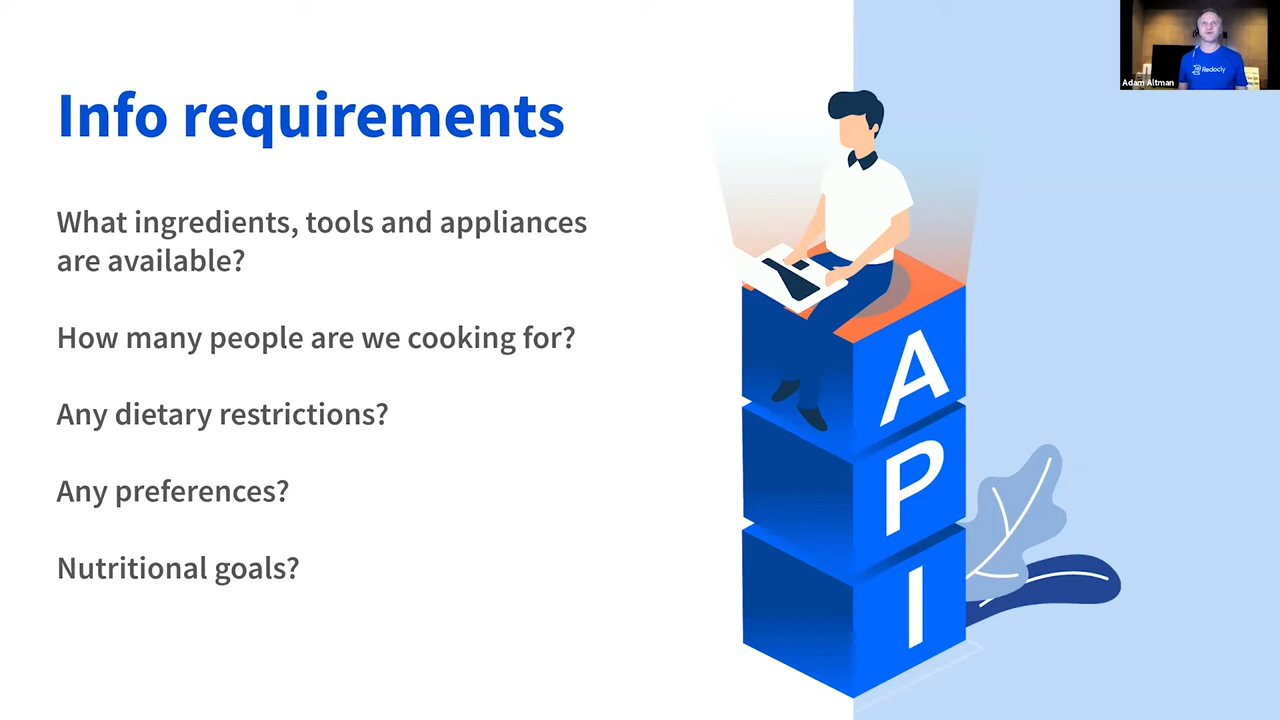 Info requirements
What ingredients, tools and appliances
are available?
How many people are we cooking for?
Any dietary restrictions?
Any preferences?
Nutritional goals?
A
P
I
Redocly
Adam Altman